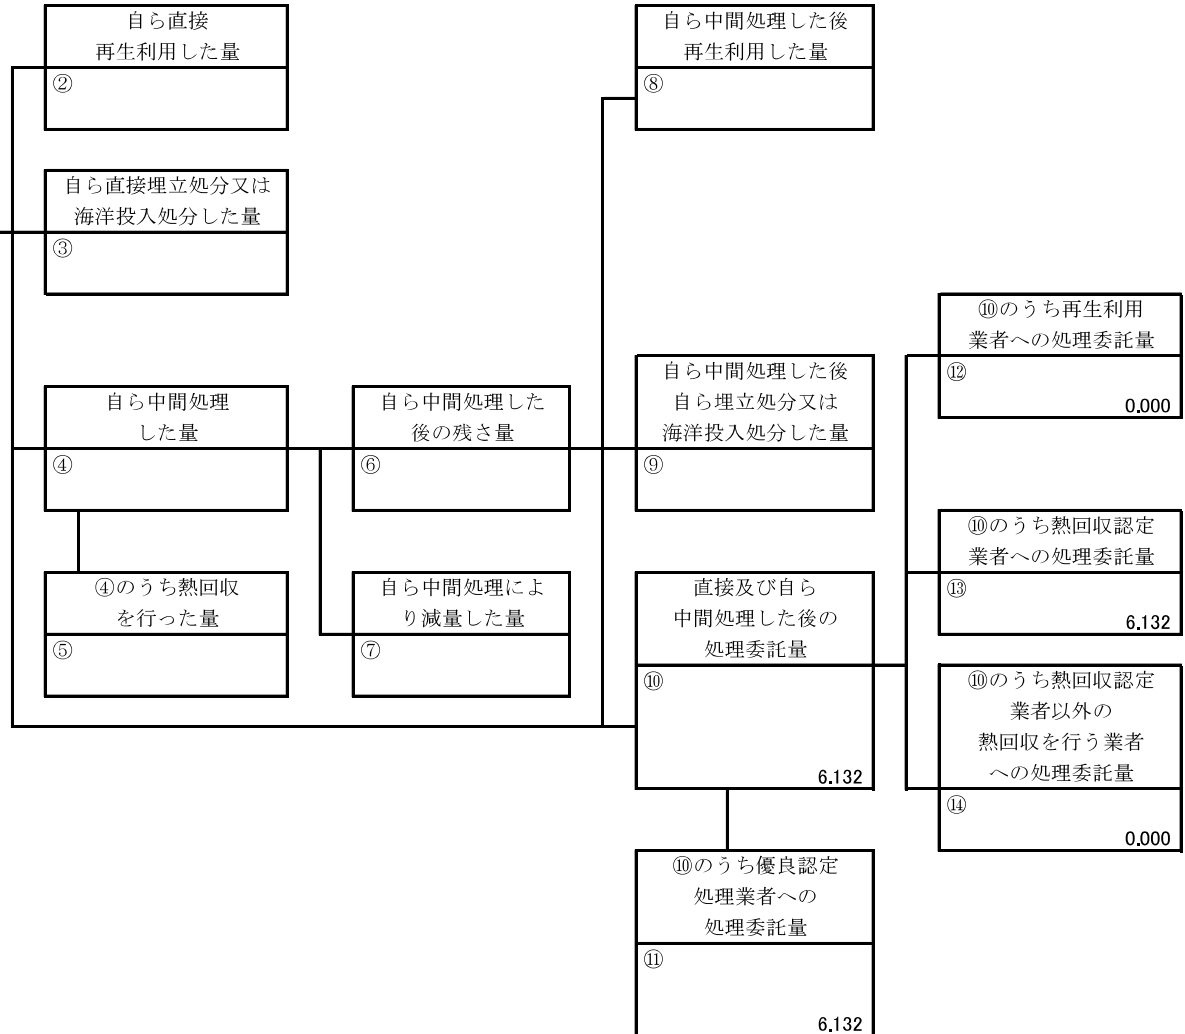 自ら直接
再生利用した量
②
自ら中間処理した後
再生利用した量
⑧
自ら直接埋立処分又は
海洋投入処分した量
③
⑩のうち再生利用
業者への処理委託量
⑫
0.000
自ら中間処理
した量
④
自ら中間処理した
後の残さ量
⑥
自ら中間処理した後
自ら埋立処分又は
海洋投入処分した量
⑨
⑩のうち熱回収認定
業者への処理委託量
⑬
6.132
④のうち熱回収
を行った量
⑤
自ら中間処理によ
り減量した量
⑦
直接及び自ら
中間処理した後の
処理委託量
⑩
6.132
⑩のうち熱回収認定
業者以外の
熱回収を行う業者
への処理委託量
⑭
0.000
⑩のうち優良認定
処理業者への
処理委託量
⑪
6.132